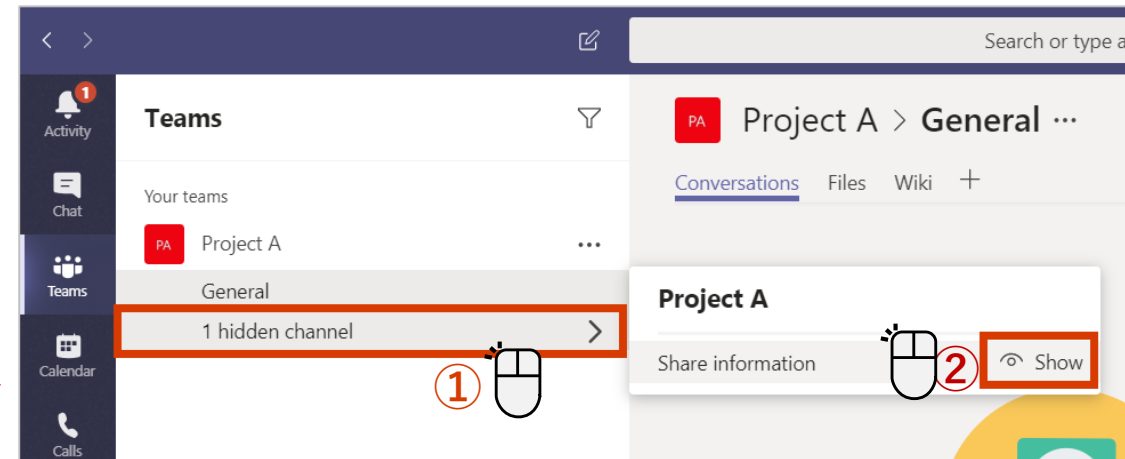 Search or type a
1
Activity
Chat
Teams
Calendar
Calls
Teams
Your teams
PA Project A
General
1 hidden channel
①
PA Project A > General ...
Conversations Files Wiki +
Project A
Share information
②
Show